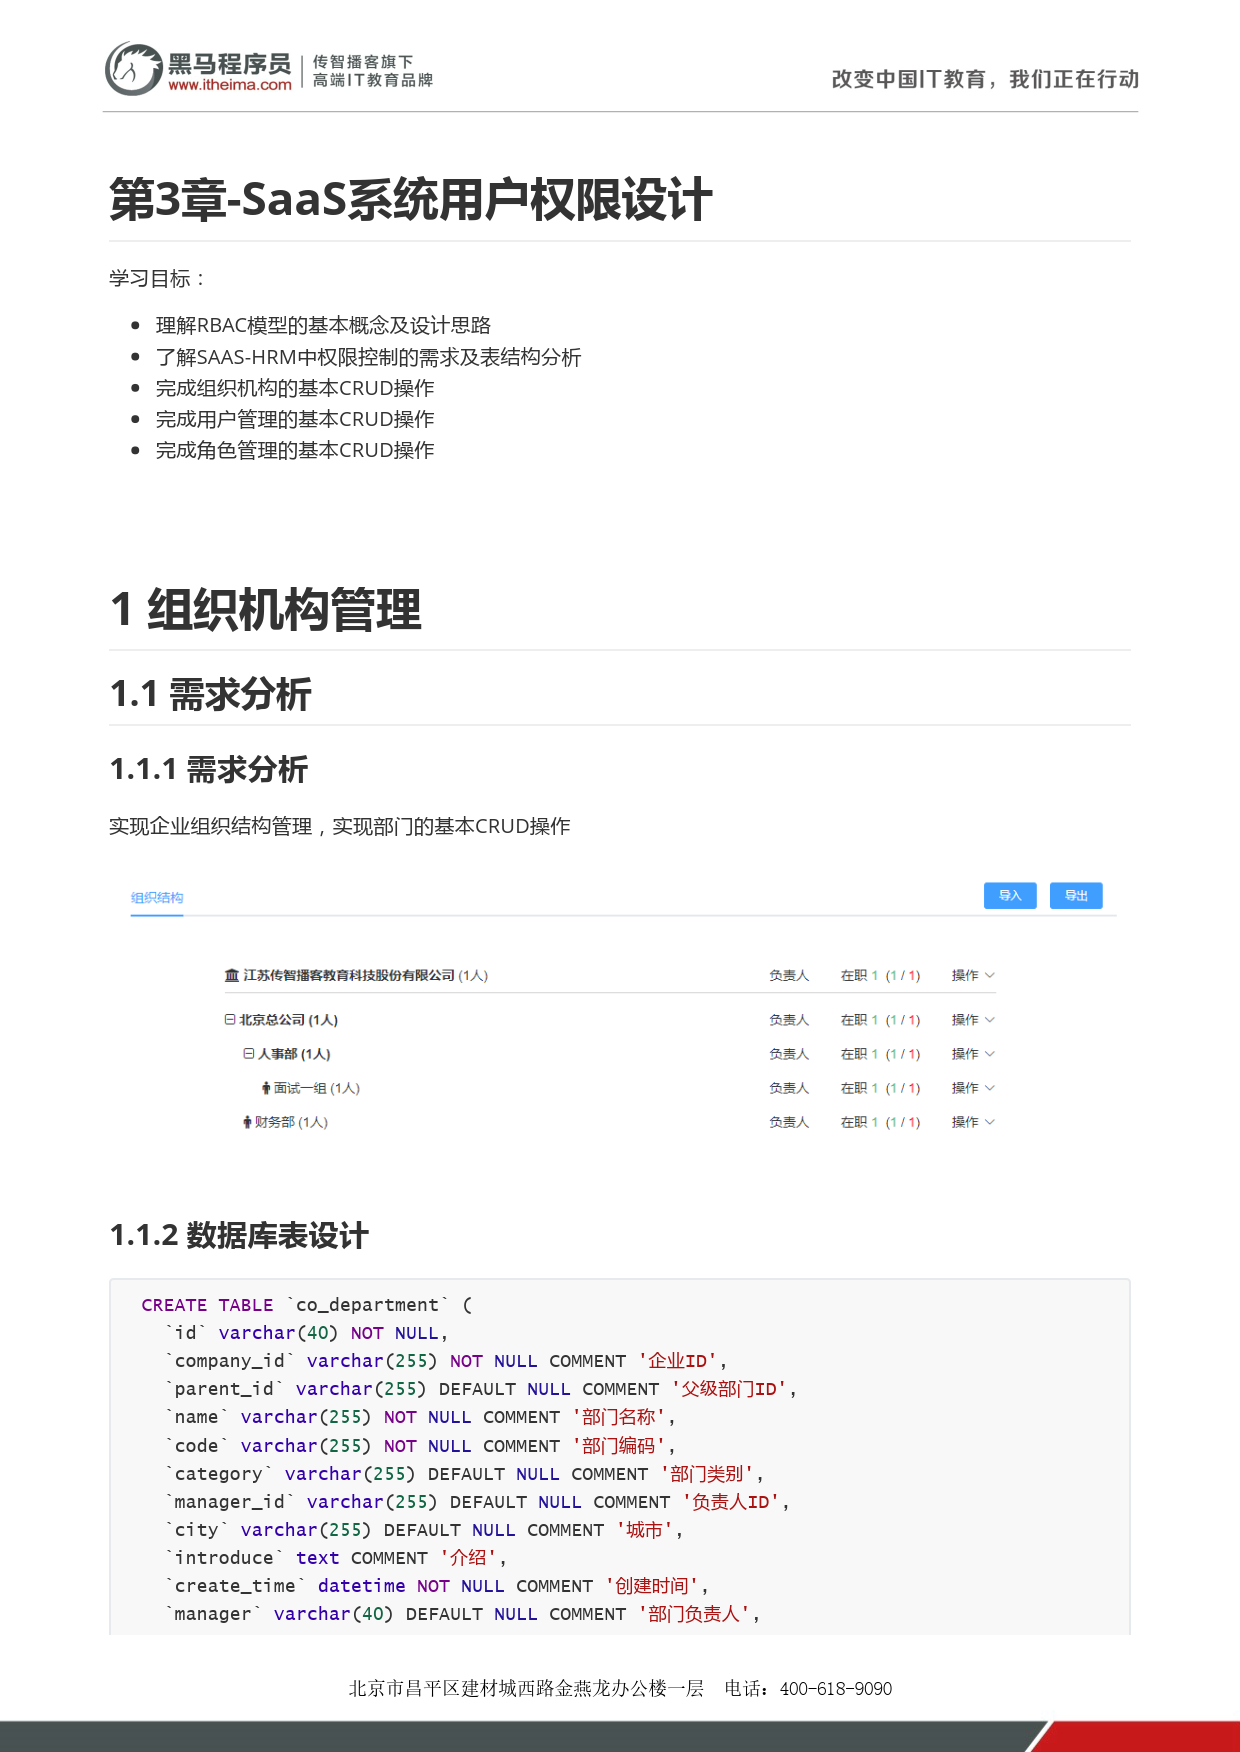 黑马程序员
www.itheima.com
传智播客旗下
高端IT教育品牌
改变中国IT教育，我们正在行动
第3章-SaaS系统用户权限设计
学习目标：
理解RBAC模型的基本概念及设计思路
了解SAAS-HRM中权限控制的需求及表结构分析
完成组织机构的基本CRUD操作
完成用户管理的基本CRUD操作
完成角色管理的基本CRUD操作
1 组织机构管理
1.1 需求分析
1.1.1 需求分析
实现企业组织结构管理，实现部门的基本CRUD操作
组织结构 导入 导出
江苏传智播客教育科技股份有限公司 (1人) 负责人 在职 1 (1 / 1) 操作
北京总公司 (1人) 负责人 在职 1 (1 / 1) 操作
人事部 (1人) 负责人 在职 1 (1 / 1) 操作
面试一组 (1人) 负责人 在职 1 (1 / 1) 操作
财务部 (1人) 负责人 在职 1 (1 / 1) 操作
1.1.2 数据库表设计
CREATE TABLE `co_department` (
`id` varchar(40) NOT NULL,
`company_id` varchar(255) NOT NULL COMMENT '企业ID',
`parent_id` varchar(255) DEFAULT NULL COMMENT '父级部门ID',
`name` varchar(255) NOT NULL COMMENT '部门名称',
`code` varchar(255) NOT NULL COMMENT '部门编码',
`category` varchar(255) DEFAULT NULL COMMENT '部门类别',
`manager_id` varchar(255) DEFAULT NULL COMMENT '负责人ID',
`city` varchar(255) DEFAULT NULL COMMENT '城市',
`introduce` text COMMENT '介绍',
`create_time` datetime NOT NULL COMMENT '创建时间',
`manager` varchar(40) DEFAULT NULL COMMENT '部门负责人',
北京市昌平区建材城西路金燕龙办公楼一层 电话：400-618-9090